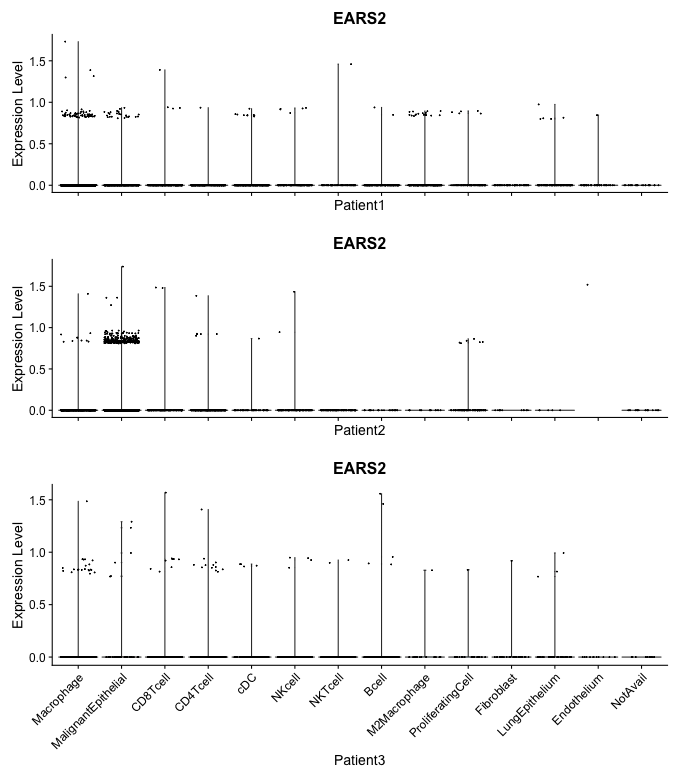 EARS2
Expression Level
1.5
1.0
0.5
0.0
Patient1
EARS2
Expression Level
1.5
1.0
0.5
0.0
Patient2
EARS2
Expression Level
1.5
1.0
0.5
0.0
Macrophage
MalignantEpithelial
CD8Tcell
CD4Tcell
cDC
NKcell
NKTcell
Bcell
M2Macrophage
ProliferatingCell
Fibroblast
LungEpithelium
Endothelium
NotAvail
Patient3